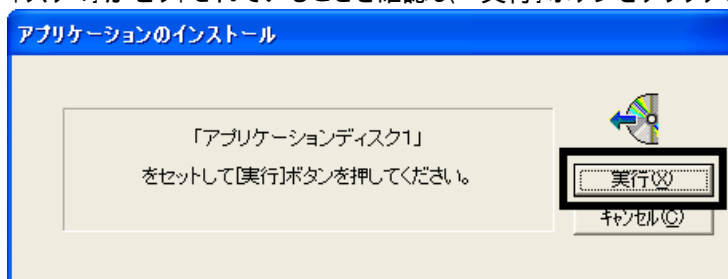 アプリケーションのインストール
「アプリケーションディスク1」
をセットして[実行]ボタンを押してください。
実行(X)
キャンセル(C)